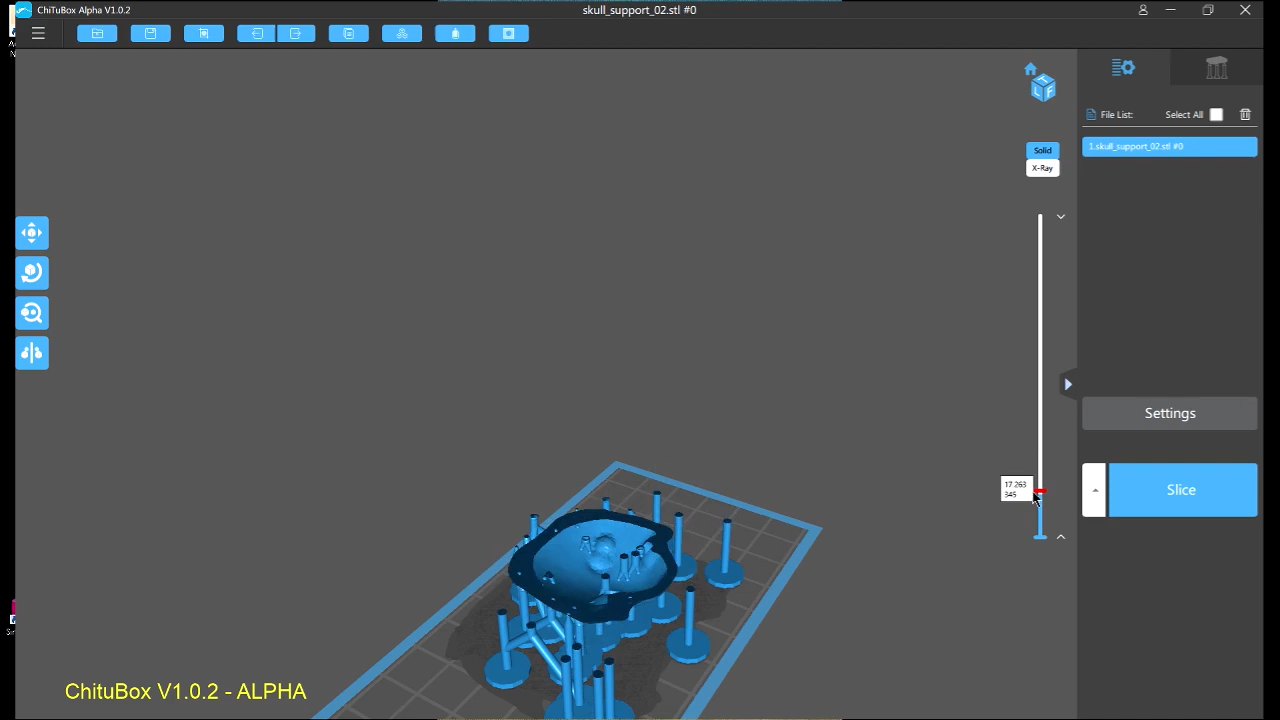 ChiTuBox Alpha V1.0.2
skull_support_02.stl #0
T
L F
File List:
Select All
Solid
1.skull_support_02.stl #0
X-Ray
Settings
17 263
345
Slice
ChituBox V1.0.2 - ALPHA